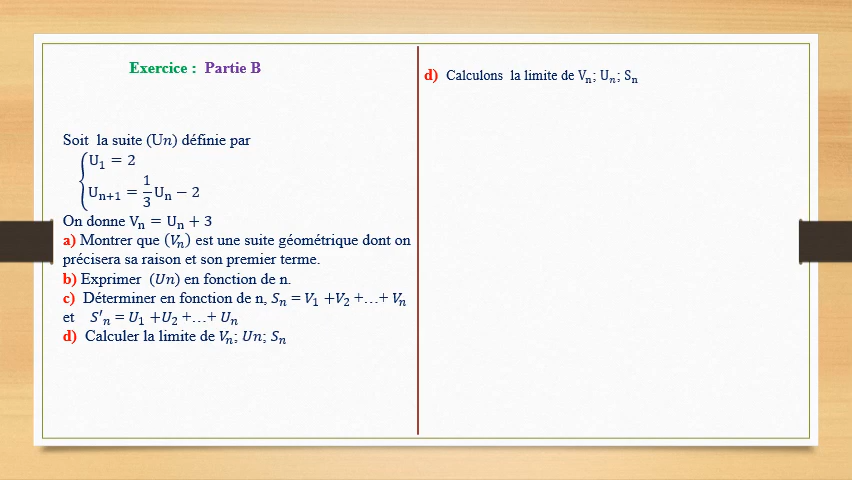 Exercice : Partie B
Soit la suite (Un) définie par
U₁ = 2
Uₙ₊₁ = 1/3 Uₙ − 2
On donne Vₙ = Uₙ + 3
a) Montrer que (Vₙ) est une suite géométrique dont on
précisera sa raison et son premier terme.
b) Exprimer (Un) en fonction de n.
c) Déterminer en fonction de n, Sₙ = V₁ +V₂ +…+ Vₙ
et S'ₙ = U₁ +U₂ +…+ Uₙ
d) Calculer la limite de Vₙ; Un; Sₙ
d) Calculons la limite de Vₙ; Uₙ; Sₙ